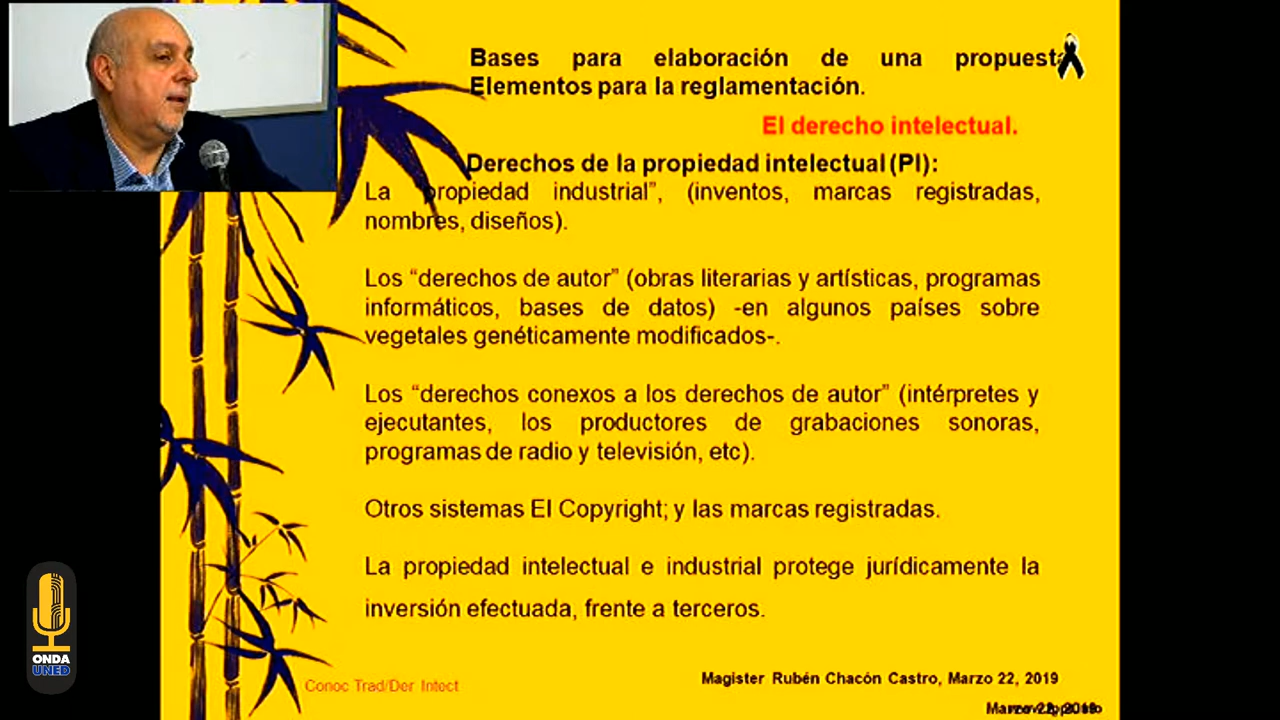 Bases para elaboración de una propuesta
Elementos para la reglamentación.
El derecho intelectual.
Derechos de la propiedad intelectual (PI):
La “propiedad industrial”, (inventos, marcas registradas,
nombres, diseños).
Los “derechos de autor” (obras literarias y artísticas, programas
informáticos, bases de datos) -en algunos países sobre
vegetales genéticamente modificados-.
Los “derechos conexos a los derechos de autor” (intérpretes y
ejecutantes, los productores de grabaciones sonoras,
programas de radio y televisión, etc).
Otros sistemas El Copyright; y las marcas registradas.
La propiedad intelectual e industrial protege jurídicamente la
inversión efectuada, frente a terceros.
ONDA
UNED
Conoc Trad/Der Intect
Magister Rubén Chacón Castro, Marzo 22, 2019